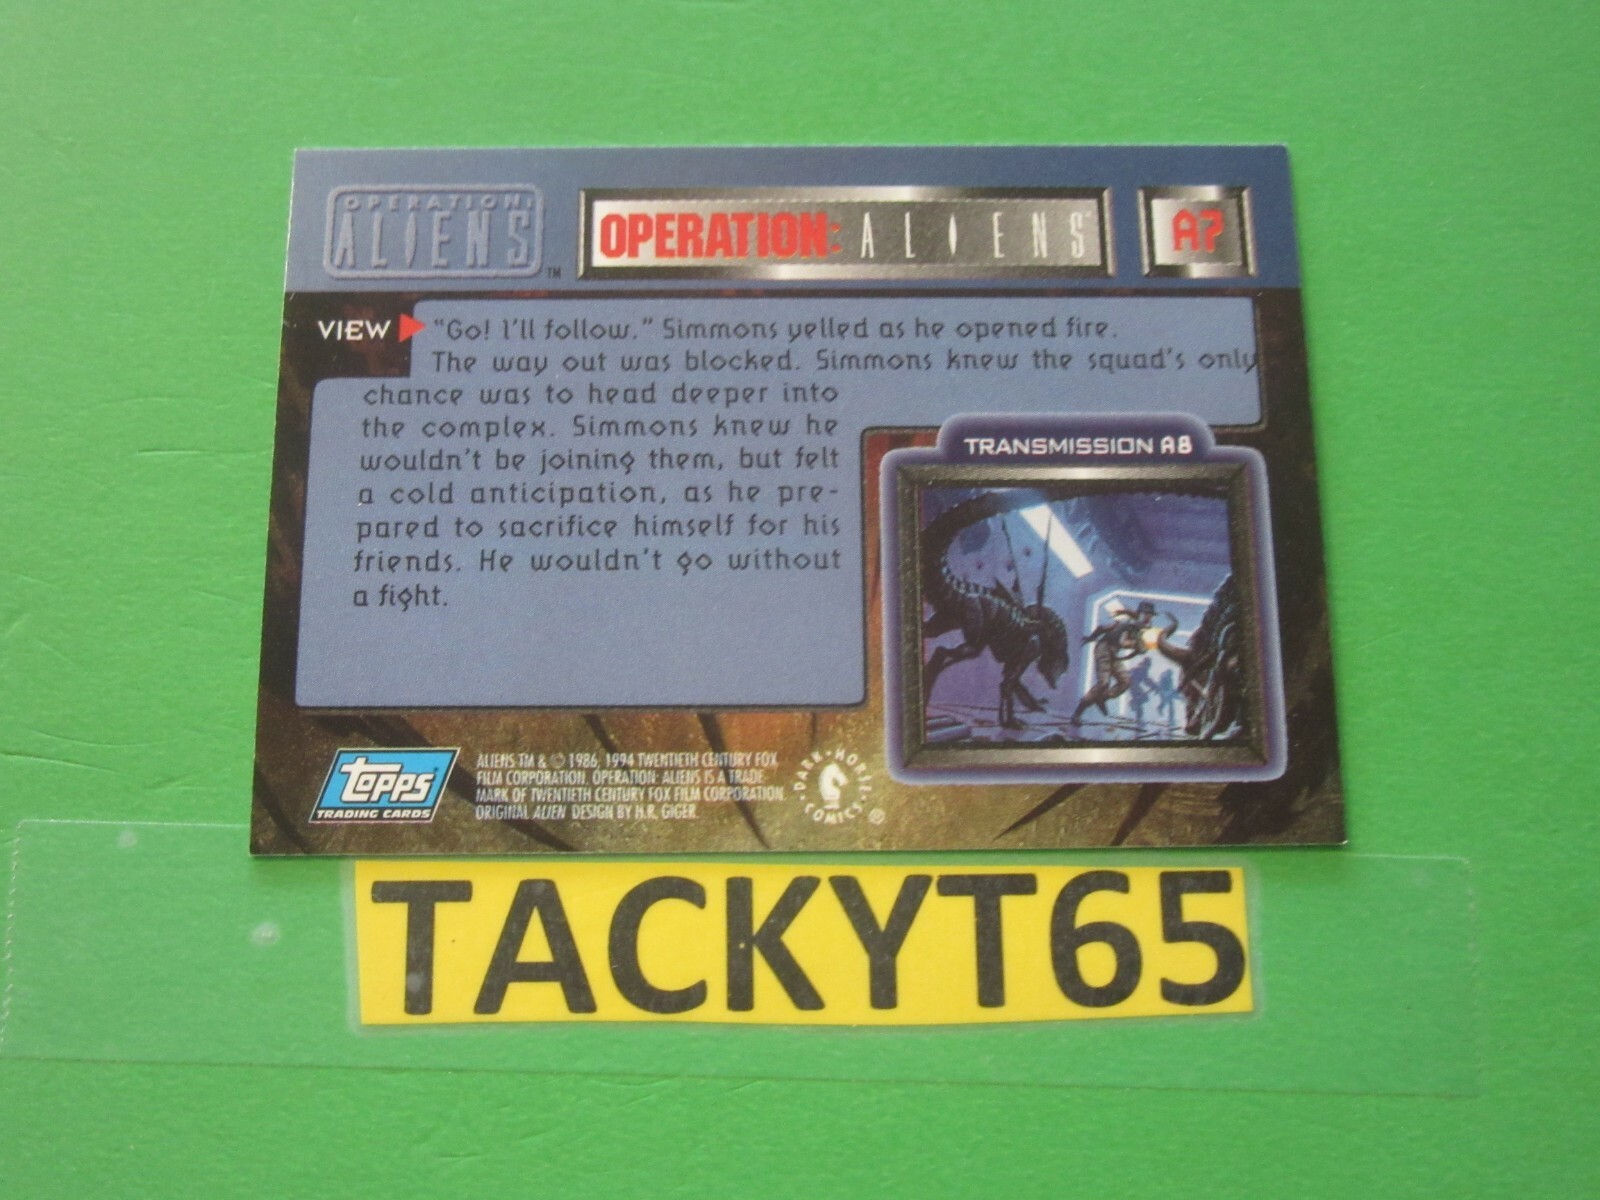 OPERATION:
ALIENS
™
OPERATION: ALIENS™
A7
VIEW
"Go! I'll follow." Simmons yelled as he opened fire.
The way out was blocked. Simmons knew the squad's only
chance was to head deeper into
the complex. Simmons knew he
wouldn't be joining them, but felt
a cold anticipation, as he pre-
pared to sacrifice himself for his
friends. He wouldn't go without
a fight.
TRANSMISSION A8
topps®
TRADING CARDS
ALIENS TM & © 1986, 1994 TWENTIETH CENTURY FOX
FILM CORPORATION. OPERATION: ALIENS IS A TRADE
MARK OF TWENTIETH CENTURY FOX FILM CORPORATION.
ORIGINAL ALIEN DESIGN BY H.R. GIGER.
DARK HORSE COMICS®
TACKYT65